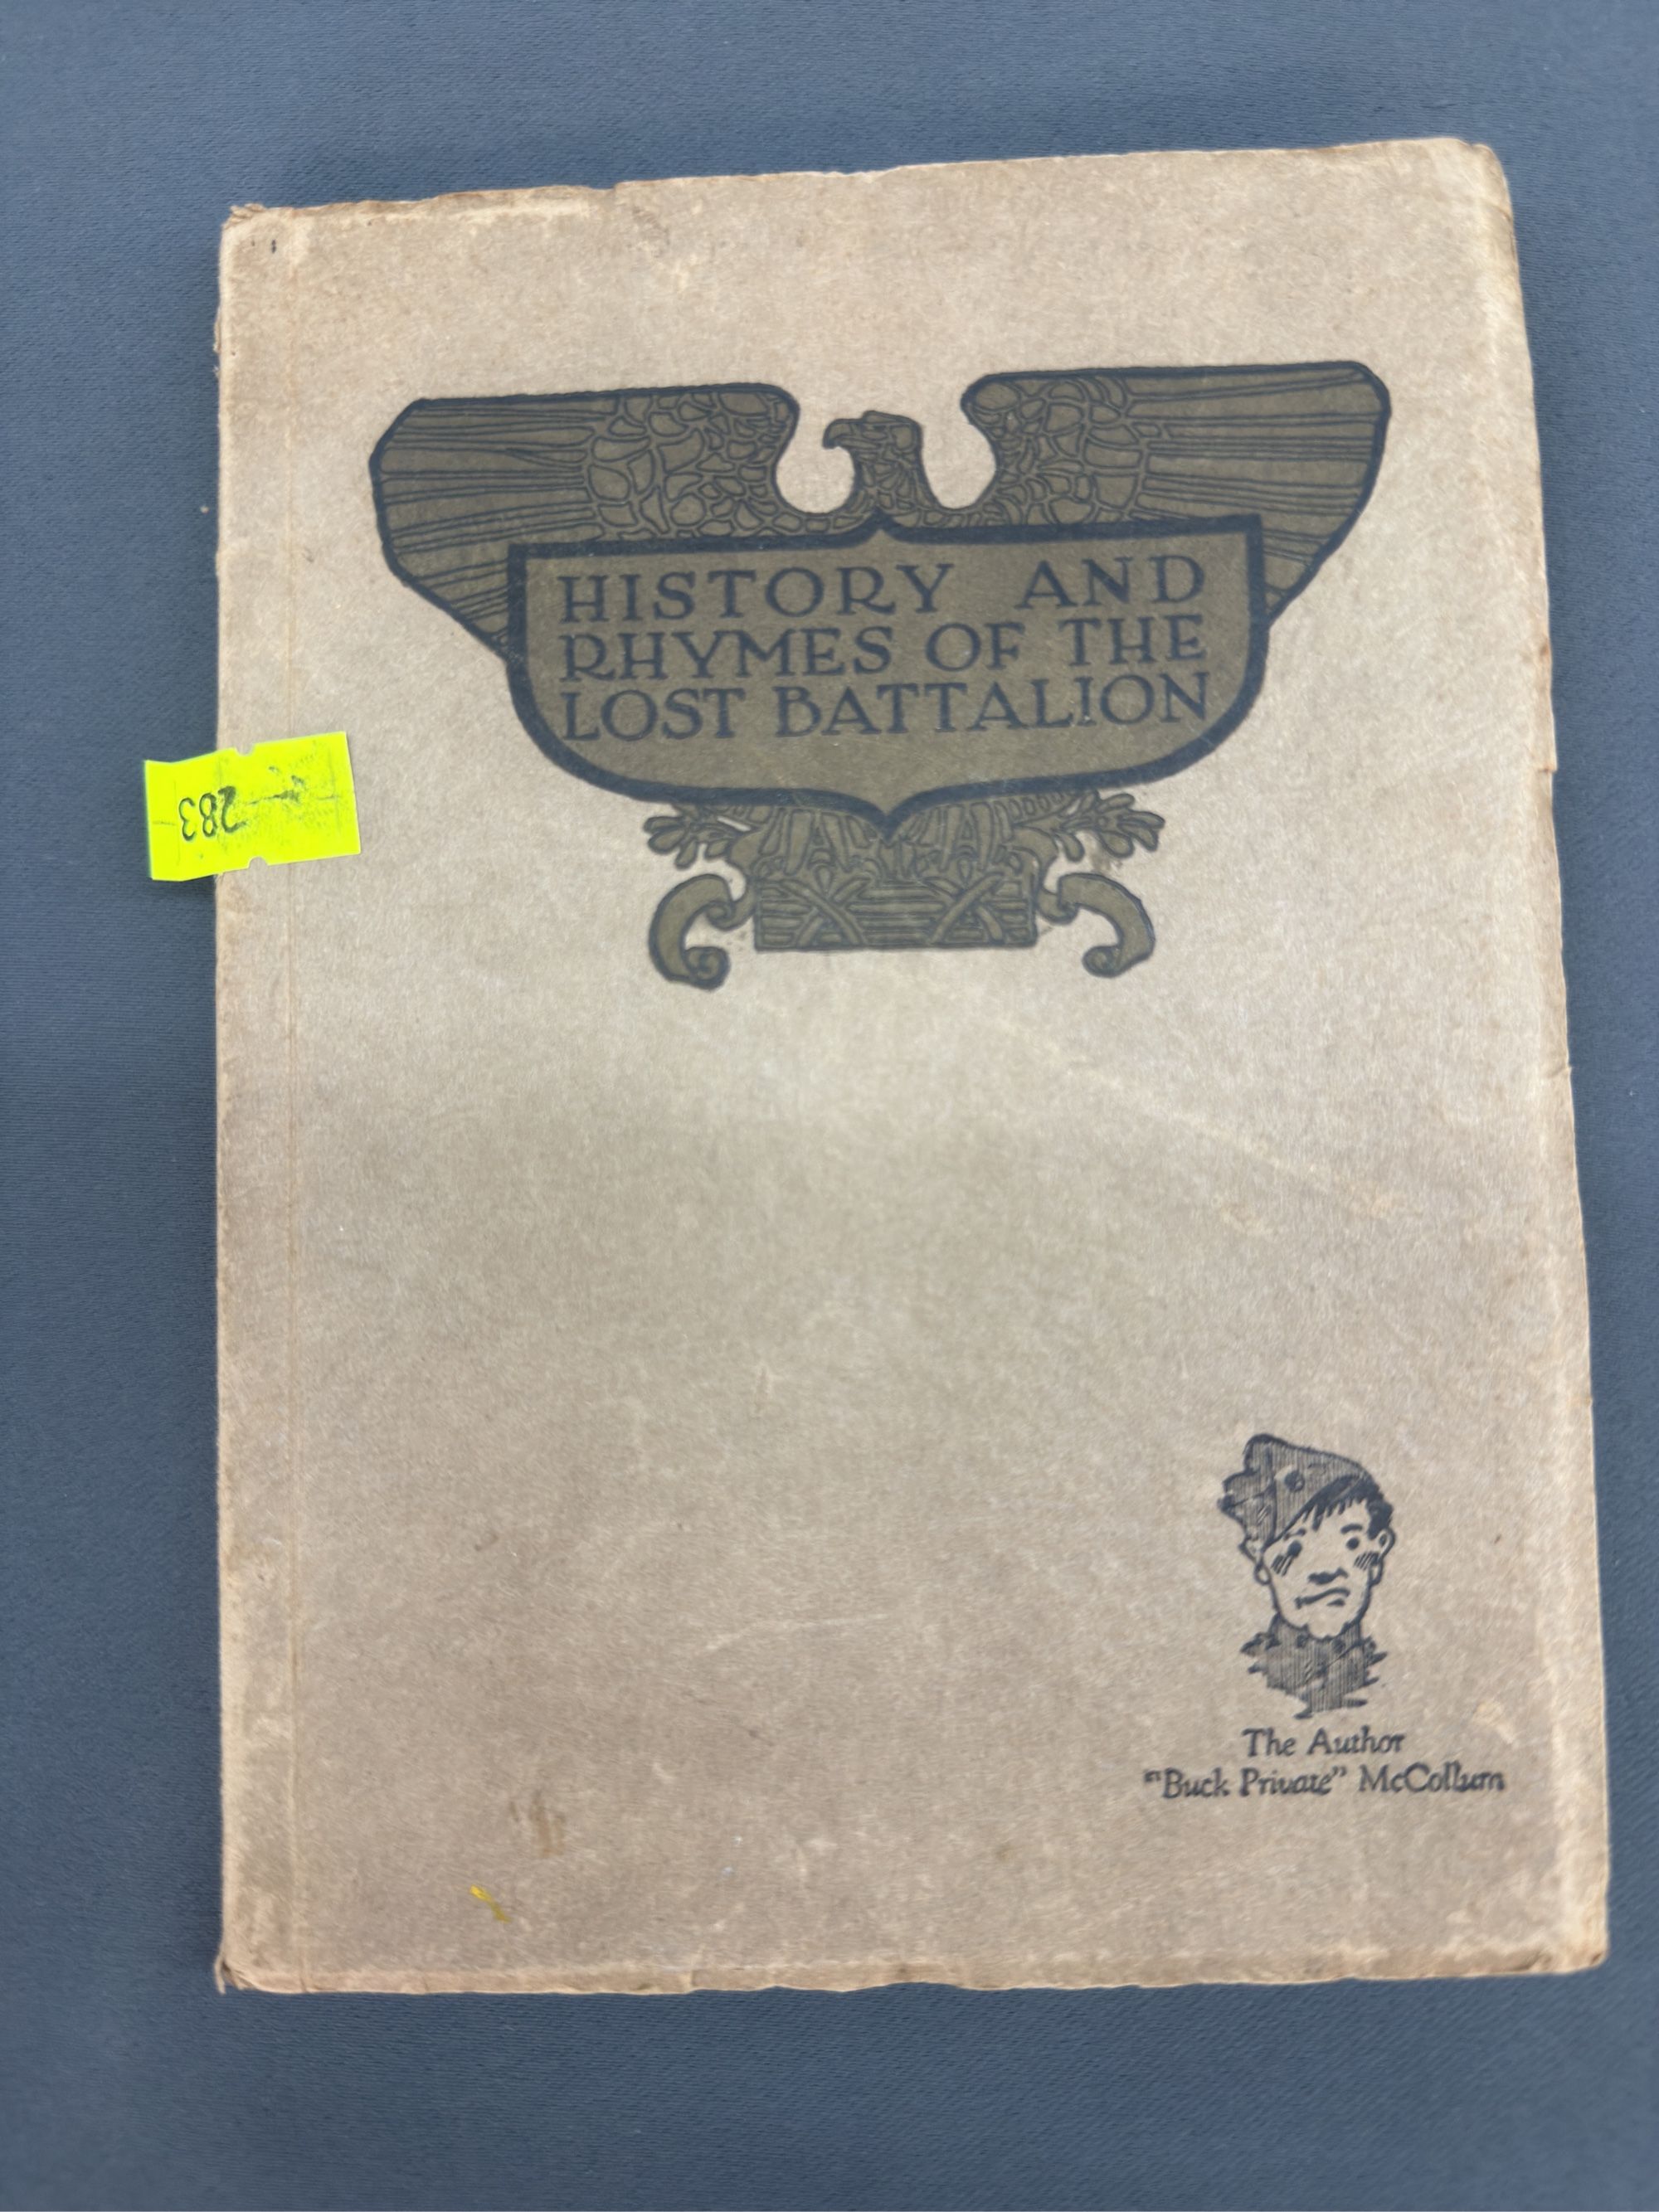 HISTORY AND
RHYMES OF THE
LOST BATTALION
283
The Author
"Buck Private" McCollum